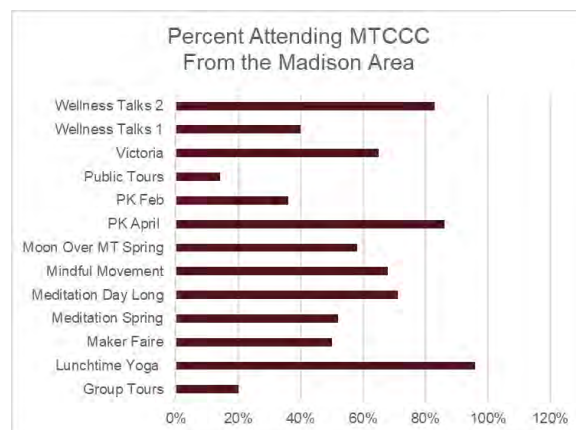 Percent Attending MTCCC
From the Madison Area
Wellness Talks 2
Wellness Talks 1
Victoria
Public Tours
PK Feb
PK April
Moon Over MT Spring
Mindful Movement
Meditation Day Long
Meditation Spring
Maker Faire
Lunchtime Yoga
Group Tours
0% 20% 40% 60% 80% 100% 120%